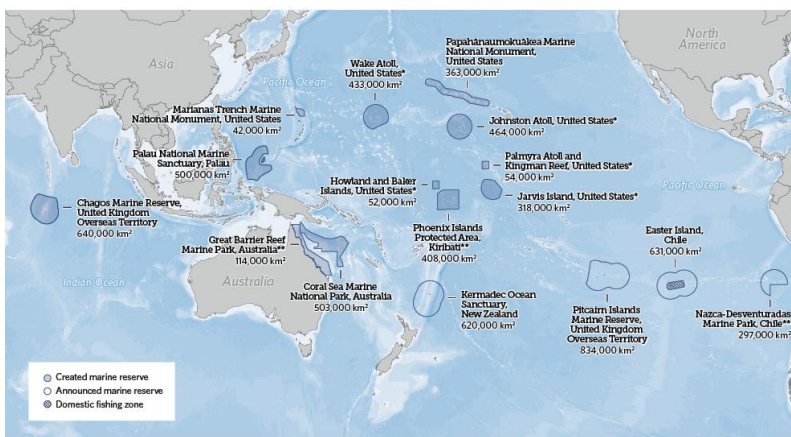 North
America
Asia
Pacific Ocean
Wake Atoll,
United States*
433,000 km²
Papahānaumokuākea Marine
National Monument,
United States
363,000 km²
Marianas Trench Marine
National Monument, United States
42,000 km²
Johnston Atoll, United States*
464,000 km²
Palau National Marine
Sanctuary, Palau
500,000 km²
Palmyra Atoll and
Kingman Reef, United States*
54,000 km²
Howland and Baker
Islands, United States*
52,000 km²
Jarvis Island, United States*
318,000 km²
Pacific Ocean
Chagos Marine Reserve,
United Kingdom
Overseas Territory
640,000 km²
Phoenix Islands
Protected Area,
Kiribati**
408,000 km²
Easter Island,
Chile
631,000 km²
Great Barrier Reef
Marine Park, Australia**
114,000 km²
Indian Ocean
Australia
Coral Sea Marine
National Park, Australia
503,000 km²
Kermadec Ocean
Sanctuary,
New Zealand
620,000 km²
Pitcairn Islands
Marine Reserve,
United Kingdom
Overseas Territory
834,000 km²
Nazca-Desventuradas
Marine Park, Chile**
297,000 km²
Created marine reserve
Announced marine reserve
Domestic fishing zone